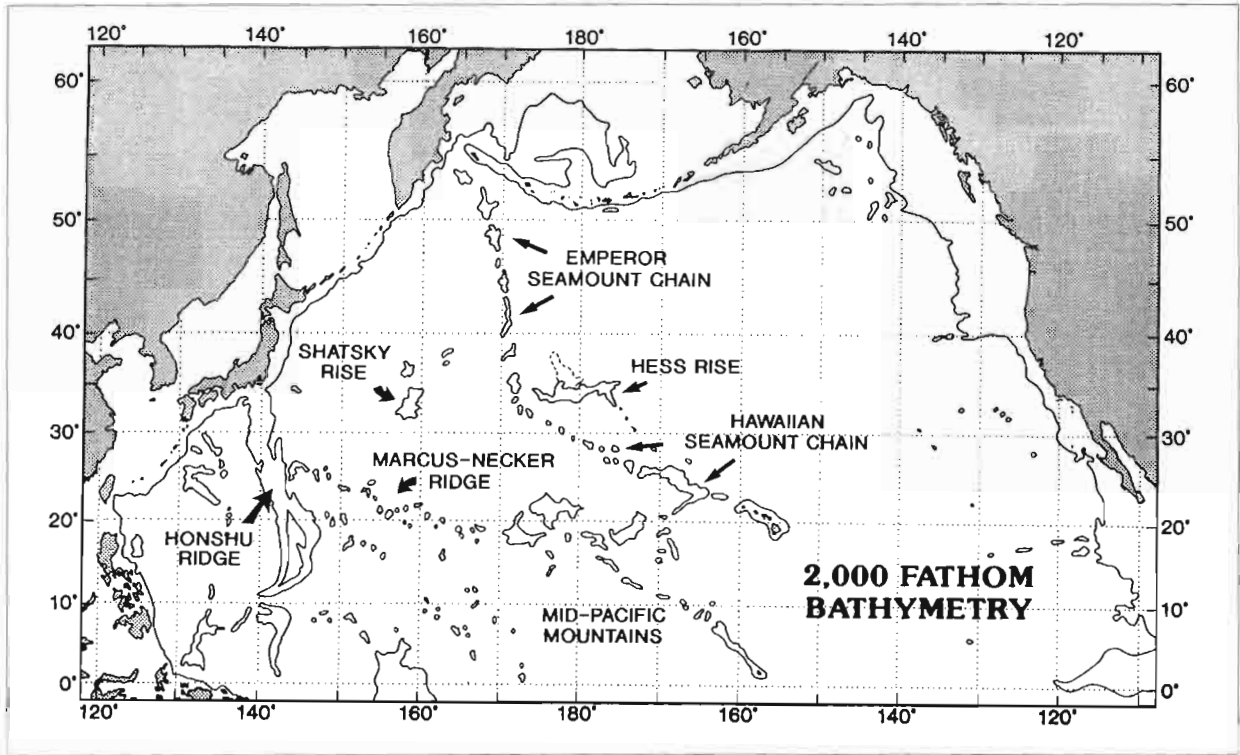 120° 140° 160° 180° 160° 140° 120°
60° 60°
50° 50°
EMPEROR
SEAMOUNT CHAIN
40° 40°
SHATSKY
RISE
HESS RISE
HAWAIIAN
SEAMOUNT CHAIN
30° 30°
MARCUS-NECKER
RIDGE
20° 20°
HONSHU
RIDGE
2,000 FATHOM
BATHYMETRY
10° 10°
MID-PACIFIC
MOUNTAINS
0° 0°
120° 140° 160° 180° 160° 140° 120°